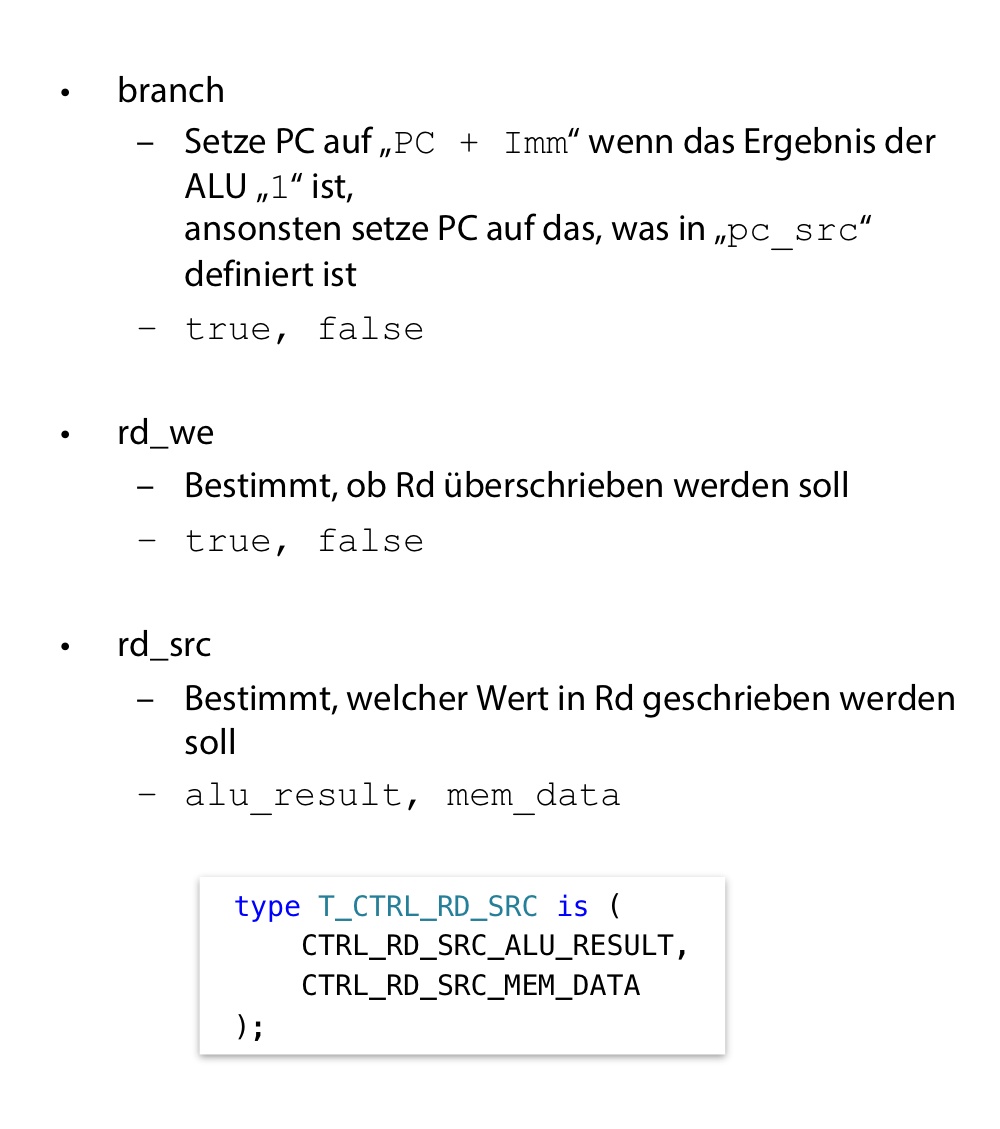 • branch
– Setze PC auf „PC + Imm“ wenn das Ergebnis der
ALU „1“ ist,
ansonsten setze PC auf das, was in „pc_src“
definiert ist
– true, false
• rd_we
– Bestimmt, ob Rd überschrieben werden soll
– true, false
• rd_src
– Bestimmt, welcher Wert in Rd geschrieben werden
soll
– alu_result, mem_data
type T_CTRL_RD_SRC is (
    CTRL_RD_SRC_ALU_RESULT,
    CTRL_RD_SRC_MEM_DATA
);